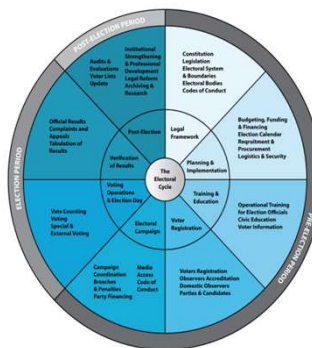 POST-ELECTION PERIOD
ELECTION PERIOD
PRE-ELECTION PERIOD
The
Electoral
Cycle
Legal
Framework
Planning &
Implementation
Training &
Education
Voter
Registration
Electoral
Campaign
Voting
Operations
& Election Day
Verification
of Results
Post-Election
Constitution
Legislation
Electoral System
& Boundaries
Electoral Bodies
Codes of Conduct
Budgeting, Funding
& Financing
Election Calendar
Recruitment &
Procurement
Logistics & Security
Operational Training
for Election Officials
Civic Education
Voter Information
Voters Registration
Observers Accreditation
Domestic Observers
Parties & Candidates
Campaign
Coordination
Breaches
& Penalties
Party Financing
Media
Access
Code of
Conduct
Vote Counting
Voting
Special &
External Voting
Official Results
Complaints and
Appeals
Tabulation of
Results
Audits &
Evaluations
Voter Lists
Update
Institutional
Strengthening
& Professional
Development
Legal Reform
Archiving &
Research